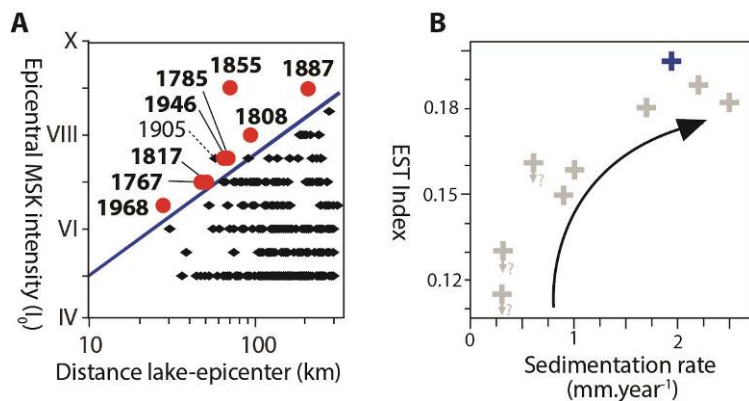 A
Epicentral MSK intensity (I₀)
X
VIII
VI
IV
1855
1887
1785
1946
1808
1905
1817
1767
1968
10
100
Distance lake-epicenter (km)
B
EST Index
0.18
0.15
0.12
?
?
?
0
1
2
Sedimentation rate
(mm.year⁻¹)